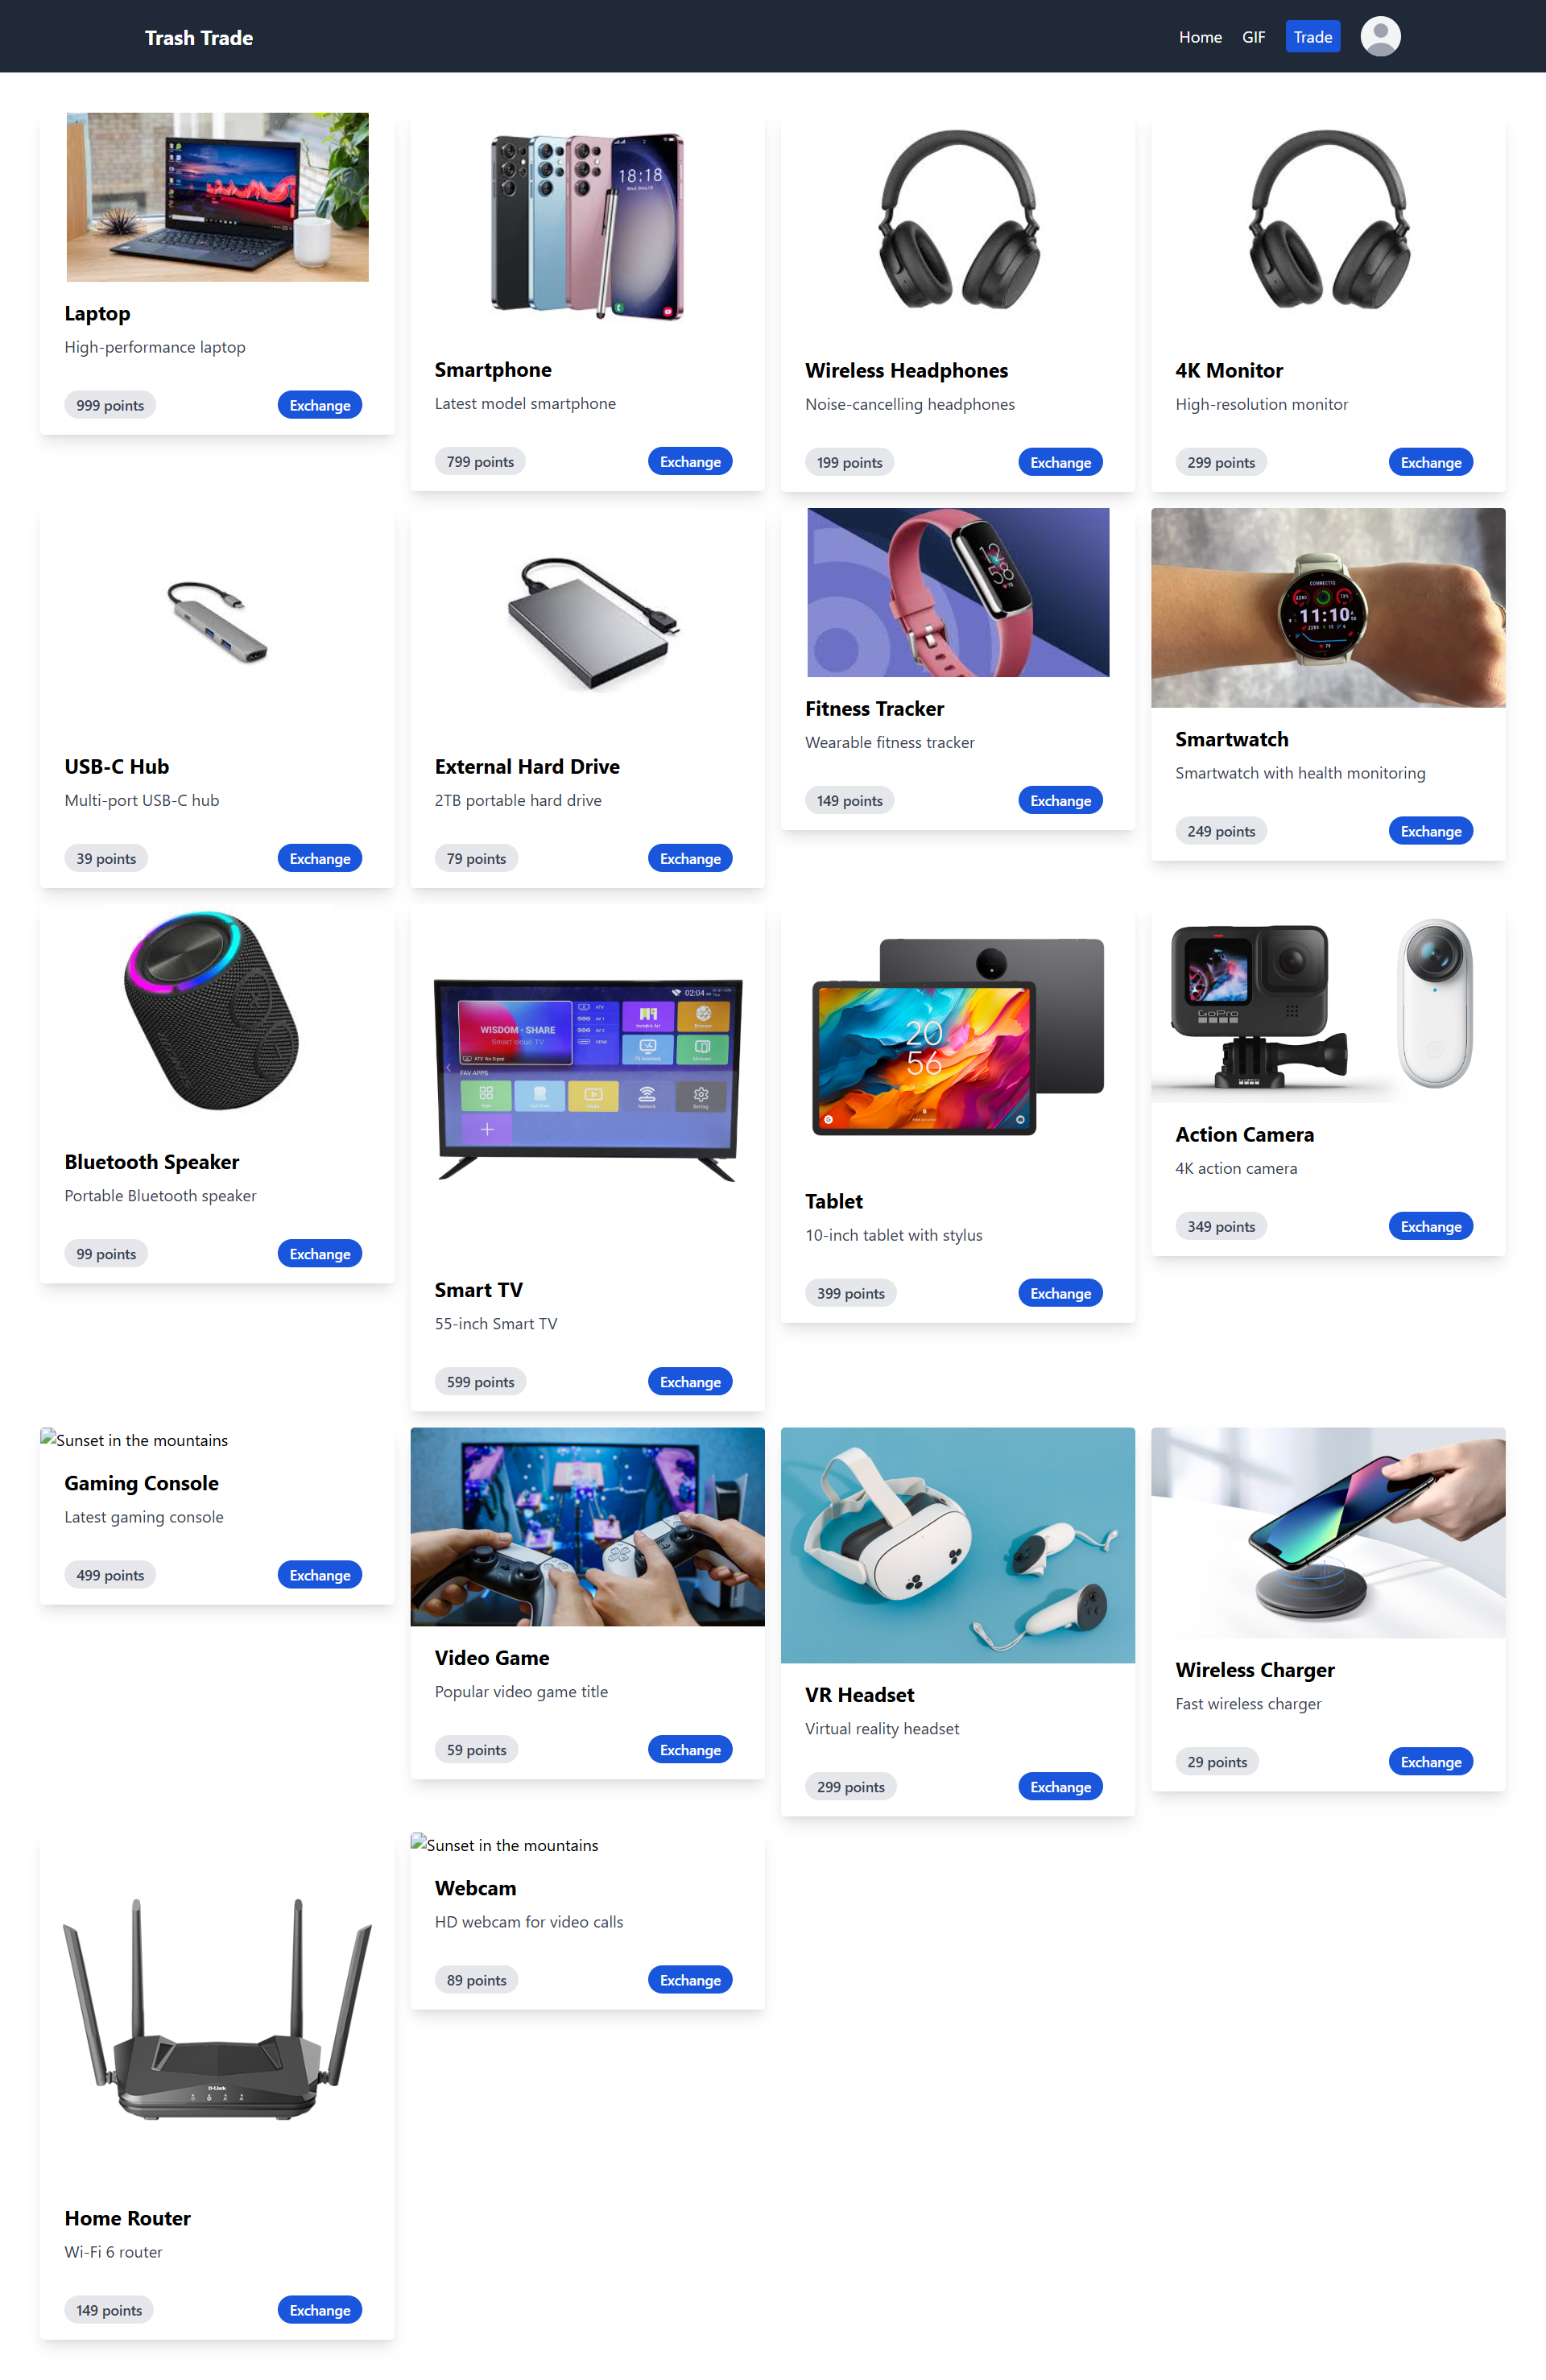 Trash Trade
Home
GIF
Trade
Laptop
High-performance laptop
999 points
Exchange
18:18
Smartphone
Latest model smartphone
799 points
Exchange
Wireless Headphones
Noise-cancelling headphones
199 points
Exchange
4K Monitor
High-resolution monitor
299 points
Exchange
USB-C Hub
Multi-port USB-C hub
39 points
Exchange
External Hard Drive
2TB portable hard drive
79 points
Exchange
12
58
Fitness Tracker
Wearable fitness tracker
149 points
Exchange
11:10
Smartwatch
Smartwatch with health monitoring
249 points
Exchange
Bluetooth Speaker
Portable Bluetooth speaker
99 points
Exchange
02:04
WISDOM · SHARE
Smart cloud TV
FAV APPS
Smart TV
55-inch Smart TV
599 points
Exchange
20
56
Tablet
10-inch tablet with stylus
399 points
Exchange
GoPro
Action Camera
4K action camera
349 points
Exchange
Sunset in the mountains
Gaming Console
Latest gaming console
499 points
Exchange
Video Game
Popular video game title
59 points
Exchange
VR Headset
Virtual reality headset
299 points
Exchange
Wireless Charger
Fast wireless charger
29 points
Exchange
D-Link
Home Router
Wi-Fi 6 router
149 points
Exchange
Sunset in the mountains
Webcam
HD webcam for video calls
89 points
Exchange